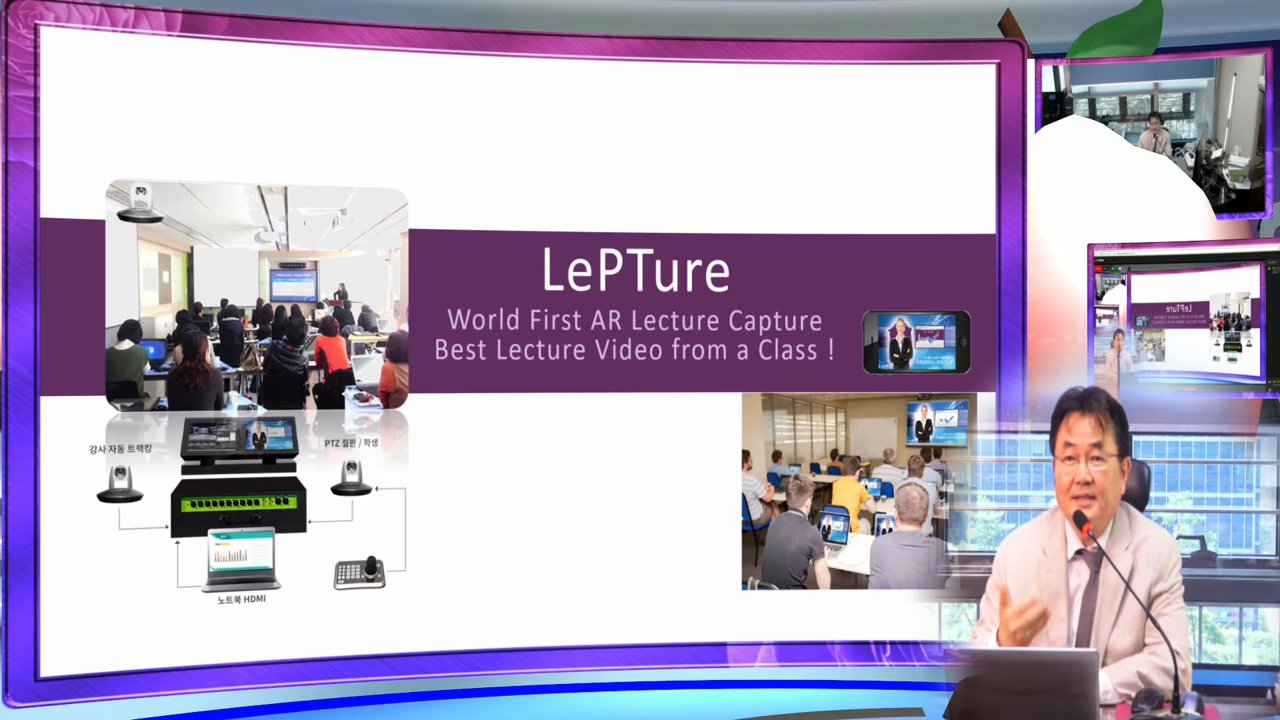 LePTure
World First AR Lecture Capture
Best Lecture Video from a Class !
강사 자동 트랙킹
PTZ 칠판 / 학생
노트북 HDMI